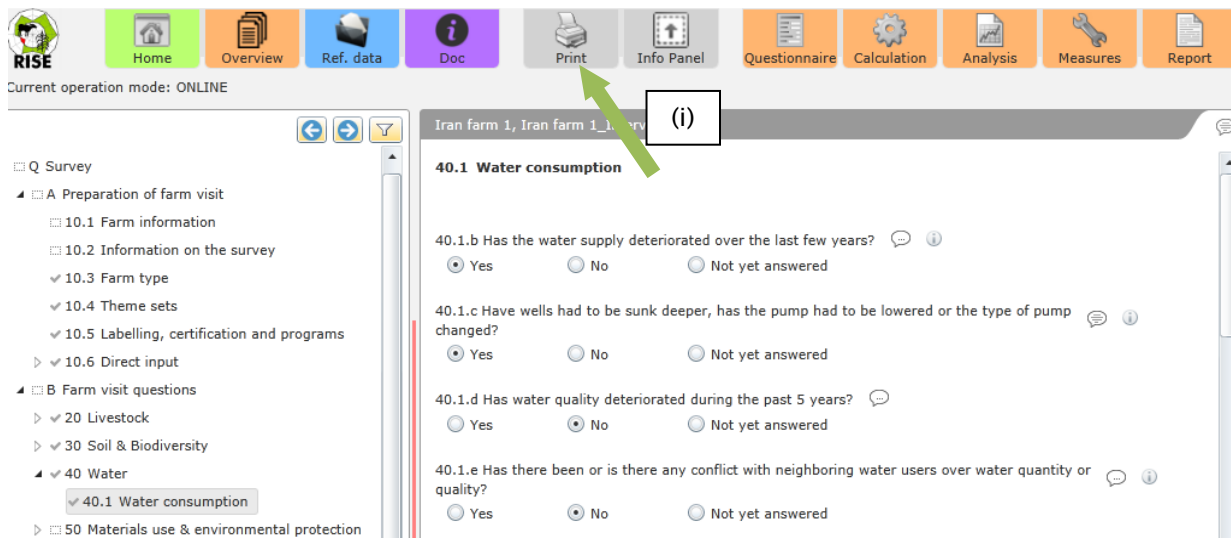 RISE
Home
Overview
Ref. data
Doc
Print
Info Panel
Questionnaire
Calculation
Analysis
Measures
Report
Current operation mode: ONLINE
(i)
Q Survey
A Preparation of farm visit
10.1 Farm information
10.2 Information on the survey
10.3 Farm type
10.4 Theme sets
10.5 Labelling, certification and programs
10.6 Direct input
B Farm visit questions
20 Livestock
30 Soil & Biodiversity
40 Water
40.1 Water consumption
50 Materials use & environmental protection
Iran farm 1, Iran farm 1
40.1 Water consumption
40.1.b Has the water supply deteriorated over the last few years?
Yes No Not yet answered
40.1.c Have wells had to be sunk deeper, has the pump had to be lowered or the type of pump
changed?
Yes No Not yet answered
40.1.d Has water quality deteriorated during the past 5 years?
Yes No Not yet answered
40.1.e Has there been or is there any conflict with neighboring water users over water quantity or
quality?
Yes No Not yet answered